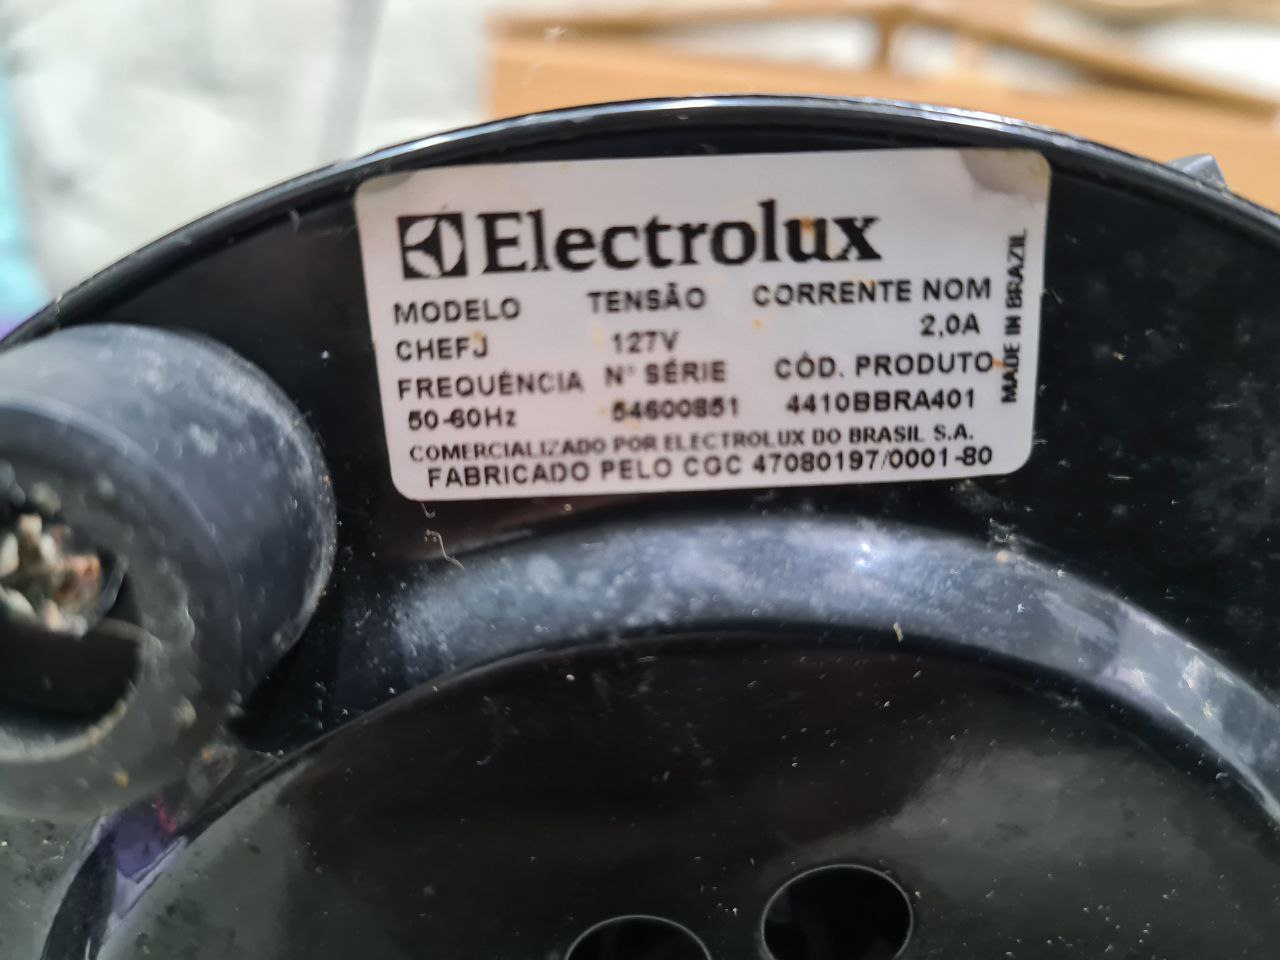 Electrolux
MODELO TENSÃO CORRENTE NOM
CHEFJ 127V 2,0A
FREQUÊNCIA N° SÉRIE CÓD. PRODUTO
50-60Hz 54600851 4410BBRA401
COMERCIALIZADO POR ELECTROLUX DO BRASIL S.A.
FABRICADO PELO CGC 47080197/0001-80
MADE IN BRAZIL